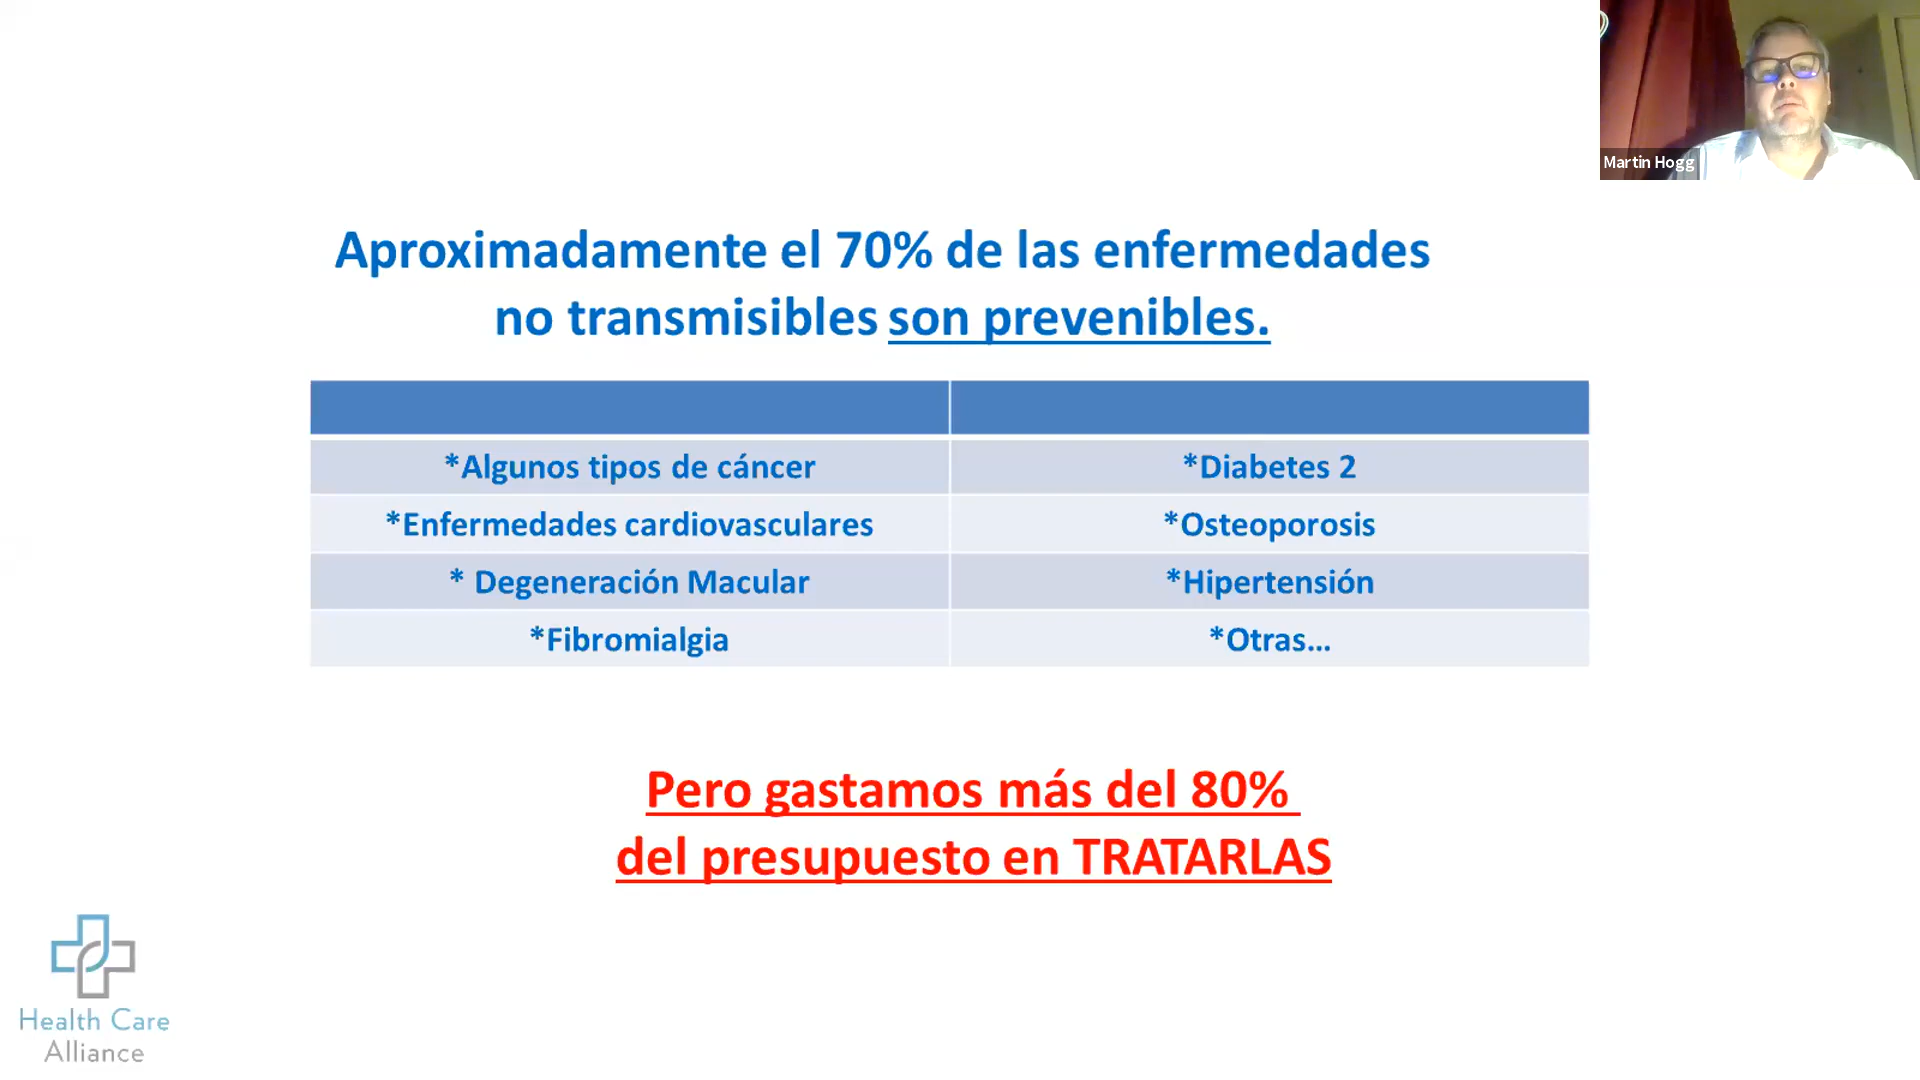 Martin Hogg
Aproximadamente el 70% de las enfermedades
no transmisibles son prevenibles.
*Algunos tipos de cáncer
*Diabetes 2
*Enfermedades cardiovasculares
*Osteoporosis
* Degeneración Macular
*Hipertensión
*Fibromialgia
*Otras...
Pero gastamos más del 80%
del presupuesto en TRATARLAS
Health Care
Alliance